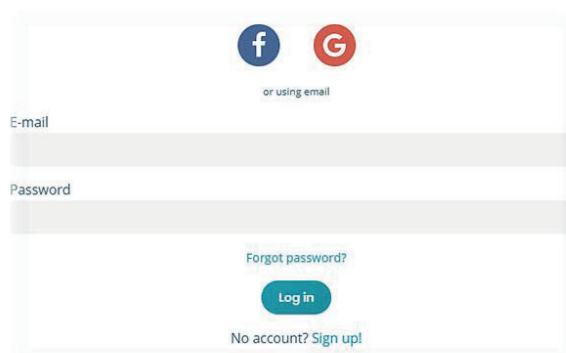 f G
or using email
E-mail
Password
Forgot password?
Log in
No account? Sign up!